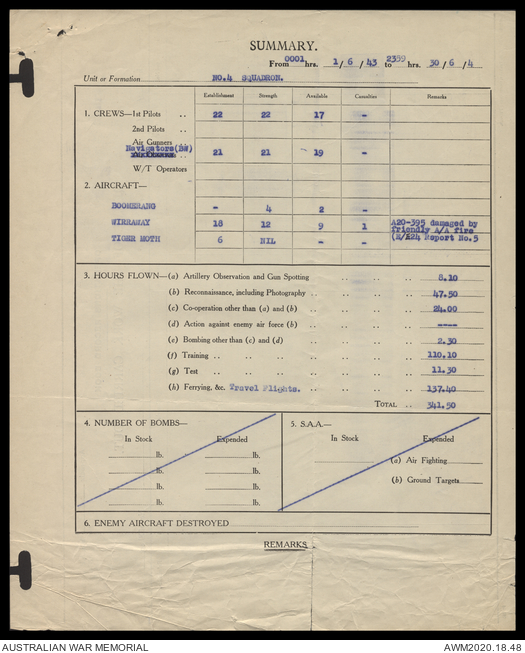 SUMMARY.
From 0001 hrs. 1/6/43 to 2359 hrs. 30/6/4
Unit or Formation NO.4 SQUADRON.
Establishment Strength Available Casualties Remarks
1. CREWS—1st Pilots .. 22 22 17 -
2nd Pilots ..
Air Gunners
Navigators(BW) .. 21 21 19 -
W/T Operators
2. AIRCRAFT—
BOOMERANG - 4 2
WIRRAWAY 18 12 9 1 A20-395 damaged by
friendly A/A fire
TIGER MOTH 6 NIL - - (E/E24 Report No.5
3. HOURS FLOWN—(a) Artillery Observation and Gun Spotting .. .. .. 8.10
(b) Reconnaissance, including Photography .. .. .. .. 47.50
(c) Co-operation other than (a) and (b) .. .. .. .. 24.00
(d) Action against enemy air force (b) .. .. .. .. ----
(e) Bombing other than (c) and (d) .. .. .. .. 2.30
(f) Training .. .. .. .. .. .. 110.10
(g) Test .. .. .. .. .. .. 11.30
(h) Ferrying, &c. Travel Flights. .. .. .. .. 137.40
TOTAL .. 341.50
4. NUMBER OF BOMBS— 5. S.A.A.—
In Stock Expended In Stock Expended
lb. lb. (a) Air Fighting
lb. lb. (b) Ground Targets
lb. lb.
lb. lb.
6. ENEMY AIRCRAFT DESTROYED
REMARKS
AUSTRALIAN WAR MEMORIAL AWM2020.18.48